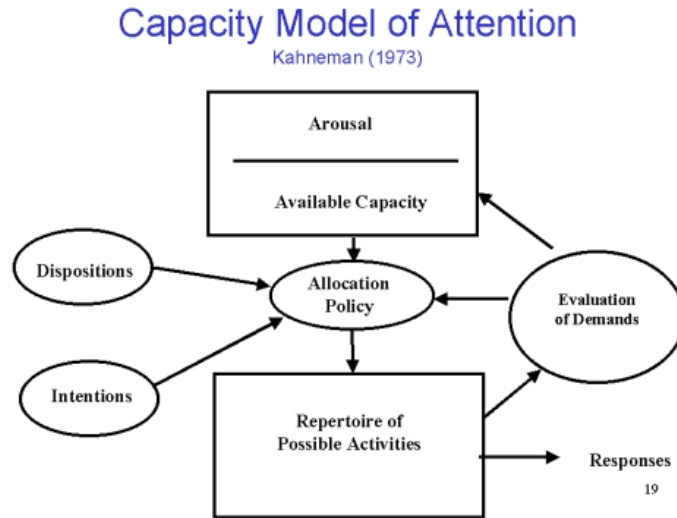 Capacity Model of Attention
Kahneman (1973)
Arousal
Available Capacity
Dispositions
Allocation
Policy
Evaluation
of Demands
Intentions
Repertoire of
Possible Activities
Responses
19